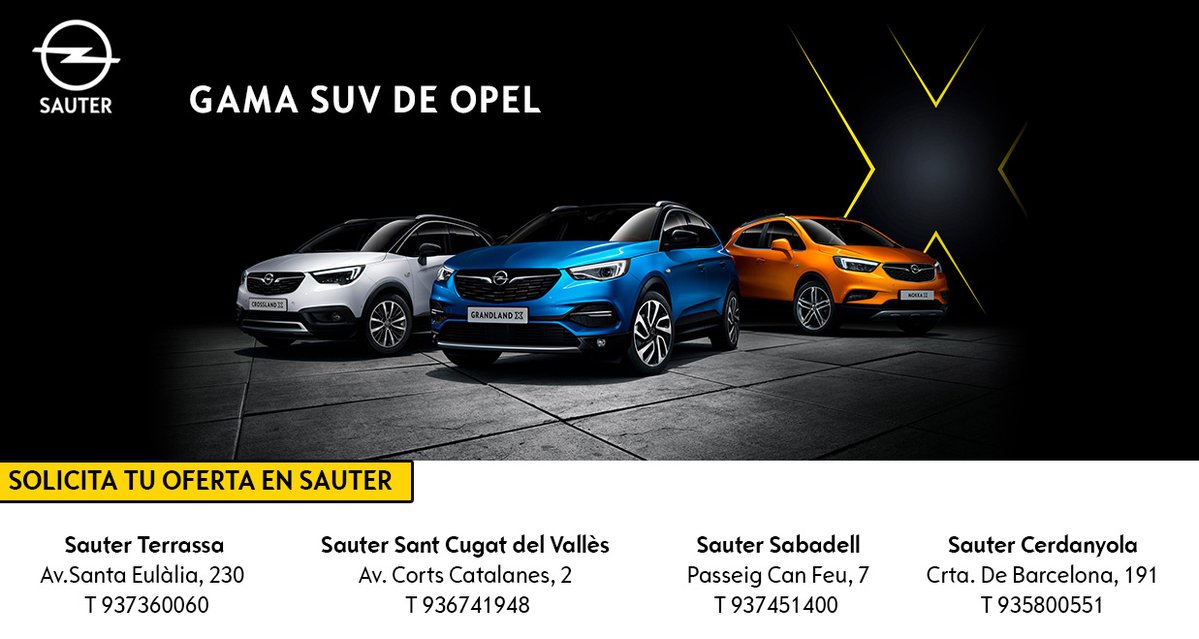 SAUTER
GAMA SUV DE OPEL
CROSSLAND X
GRANDLAND X
MOKKA X
SOLICITA TU OFERTA EN SAUTER
Sauter Terrassa
Av.Santa Eulàlia, 230
T 937360060
Sauter Sant Cugat del Vallès
Av. Corts Catalanes, 2
T 936741948
Sauter Sabadell
Passeig Can Feu, 7
T 937451400
Sauter Cerdanyola
Crta. De Barcelona, 191
T 935800551